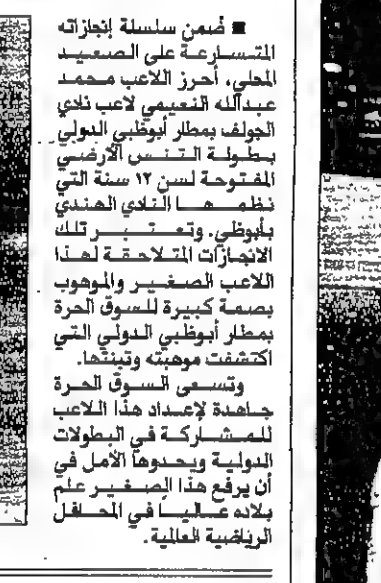 ■ ضمن سلسلة إنجازاته
المتسارعة على الصعيد
المحلي، أحرز اللاعب محمد
عبدالله النعيمي لاعب نادي
الجولف بمطار أبوظبي الدولي
بطولة التنس الأرضي
المفتوحة لسن ١٢ سنة التي
نظمها النادي الهندي
بأبوظبي. وتعتبر تلك
الانجازات المتلاحقة لهذا
اللاعب الصغير والموهوب
بصمة كبيرة للسوق الحرة
بمطار أبوظبي الدولي التي
اكتشفت موهبته وتبنتها.
وتسعى السوق الحرة
جاهدة لإعداد هذا اللاعب
للمشاركة في البطولات
الدولية ويحدوها الأمل في
أن يرفع هذا الصغير علم
بلاده عالياً في المحافل
الرياضية العالمية.